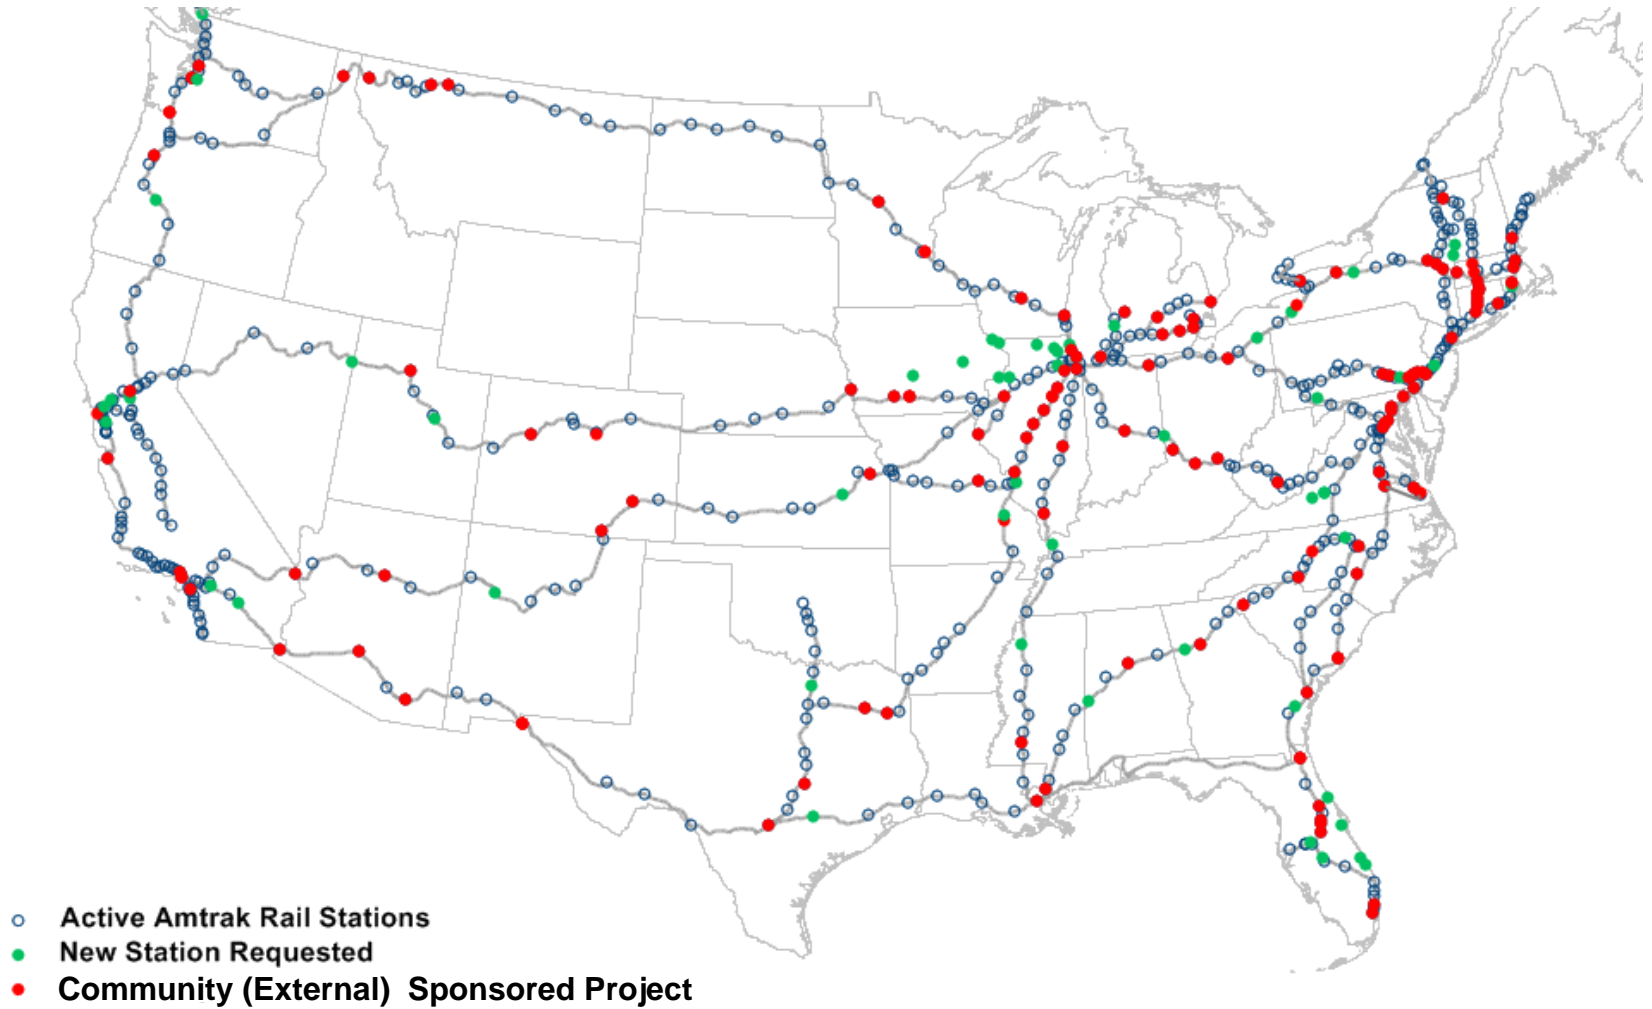 Active Amtrak Rail Stations
New Station Requested
Community (External) Sponsored Project